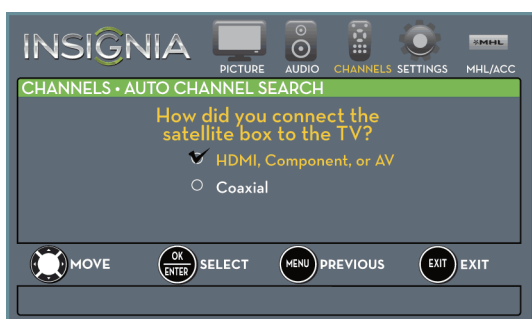 INSIGNIA
PICTURE AUDIO CHANNELS SETTINGS MHL/ACC
MHL
CHANNELS • AUTO CHANNEL SEARCH
How did you connect the
satellite box to the TV?
HDMI, Component, or AV
Coaxial
MOVE OK ENTER SELECT MENU PREVIOUS EXIT EXIT